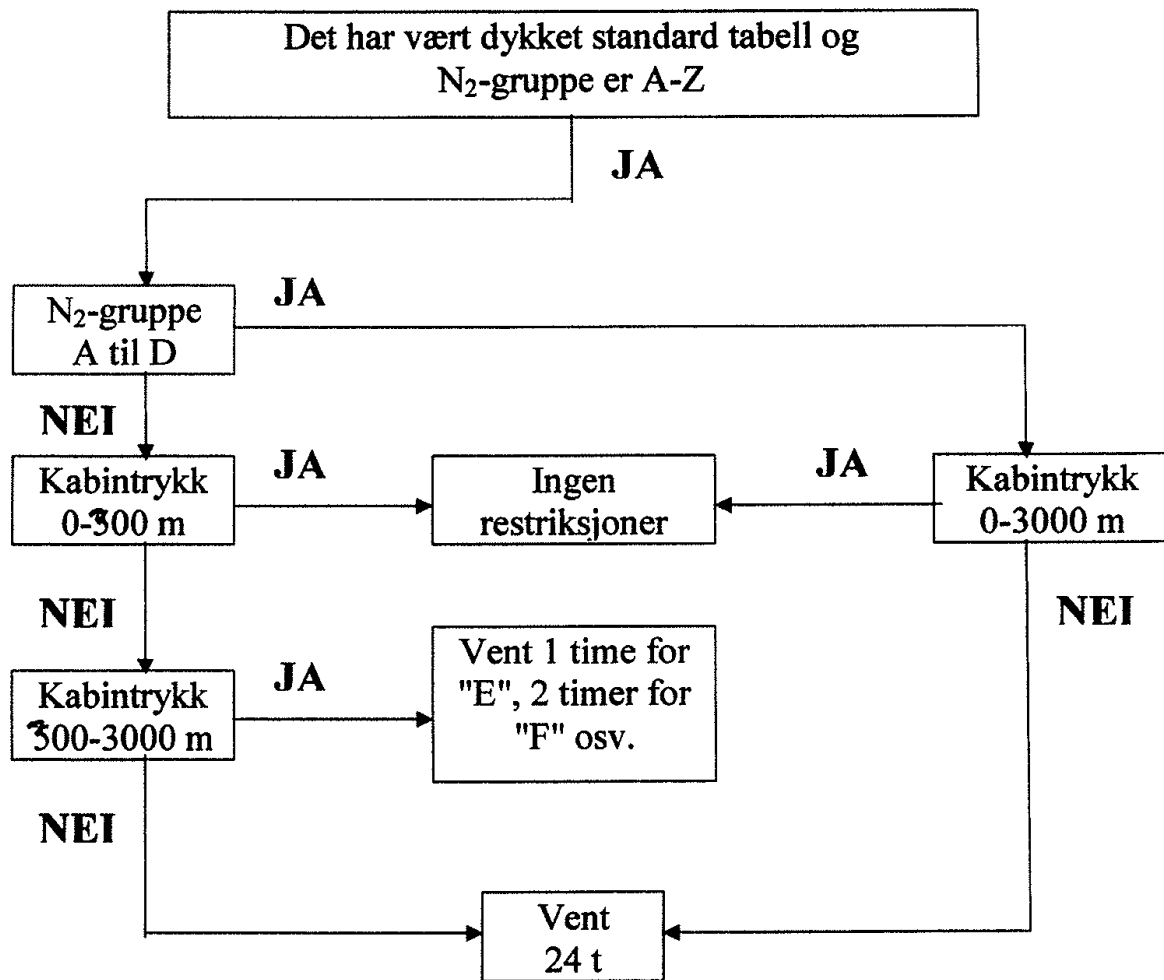 Det har vært dykket standard tabell og
N₂-gruppe er A-Z
JA
N₂-gruppe
A til D
JA
NEI
Kabintrykk
0-300 m
JA
Ingen
restriksjoner
JA
Kabintrykk
0-3000 m
NEI
NEI
Kabintrykk
300-3000 m
JA
Vent 1 time for
"E", 2 timer for
"F" osv.
NEI
Vent
24 t